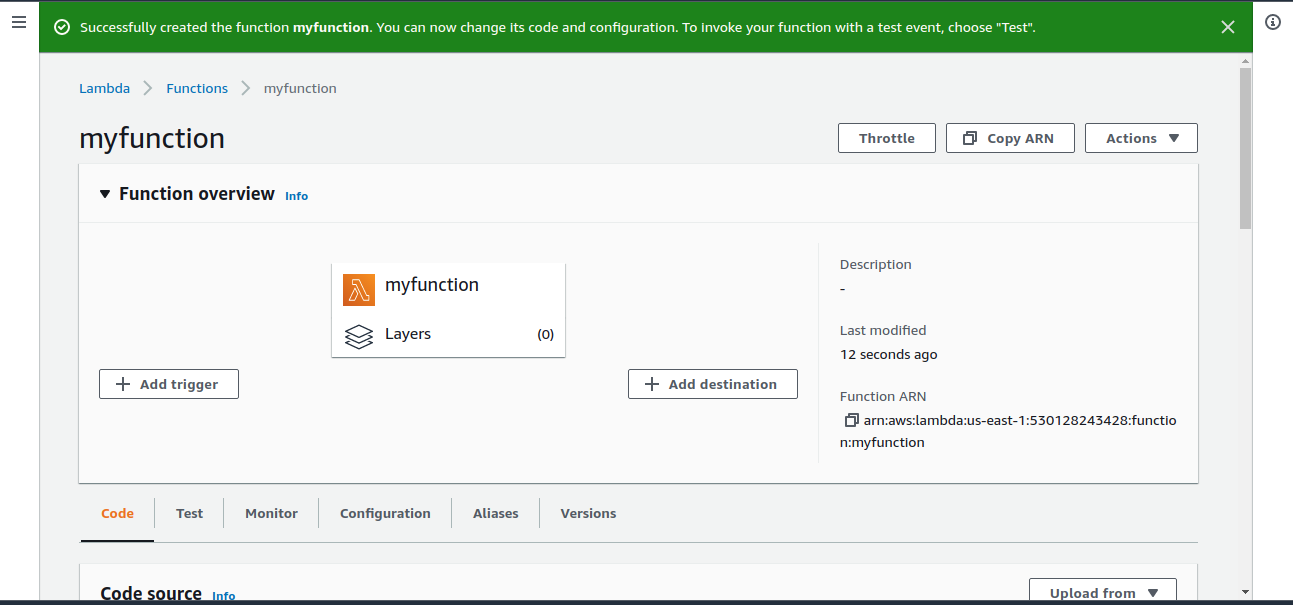 Successfully created the function myfunction. You can now change its code and configuration. To invoke your function with a test event, choose "Test".
Lambda > Functions > myfunction
myfunction
Throttle
Copy ARN
Actions
Function overview Info
myfunction
Layers (0)
Add trigger
Add destination
Description
-
Last modified
12 seconds ago
Function ARN
arn:aws:lambda:us-east-1:530128243428:functio
n:myfunction
Code Test Monitor Configuration Aliases Versions
Code source Info
Upload from